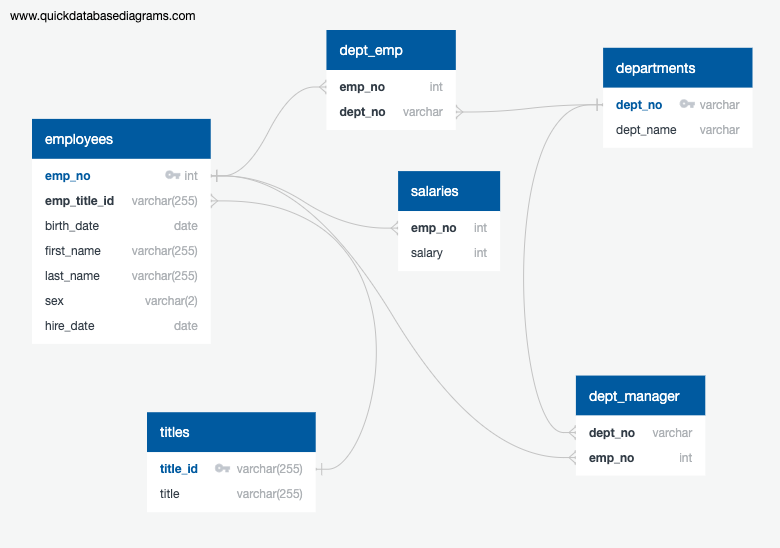 www.quickdatabasediagrams.com
dept_emp
emp_no int
dept_no varchar
departments
dept_no varchar
dept_name varchar
employees
emp_no int
emp_title_id varchar(255)
birth_date date
first_name varchar(255)
last_name varchar(255)
sex varchar(2)
hire_date date
salaries
emp_no int
salary int
dept_manager
dept_no varchar
emp_no int
titles
title_id varchar(255)
title varchar(255)